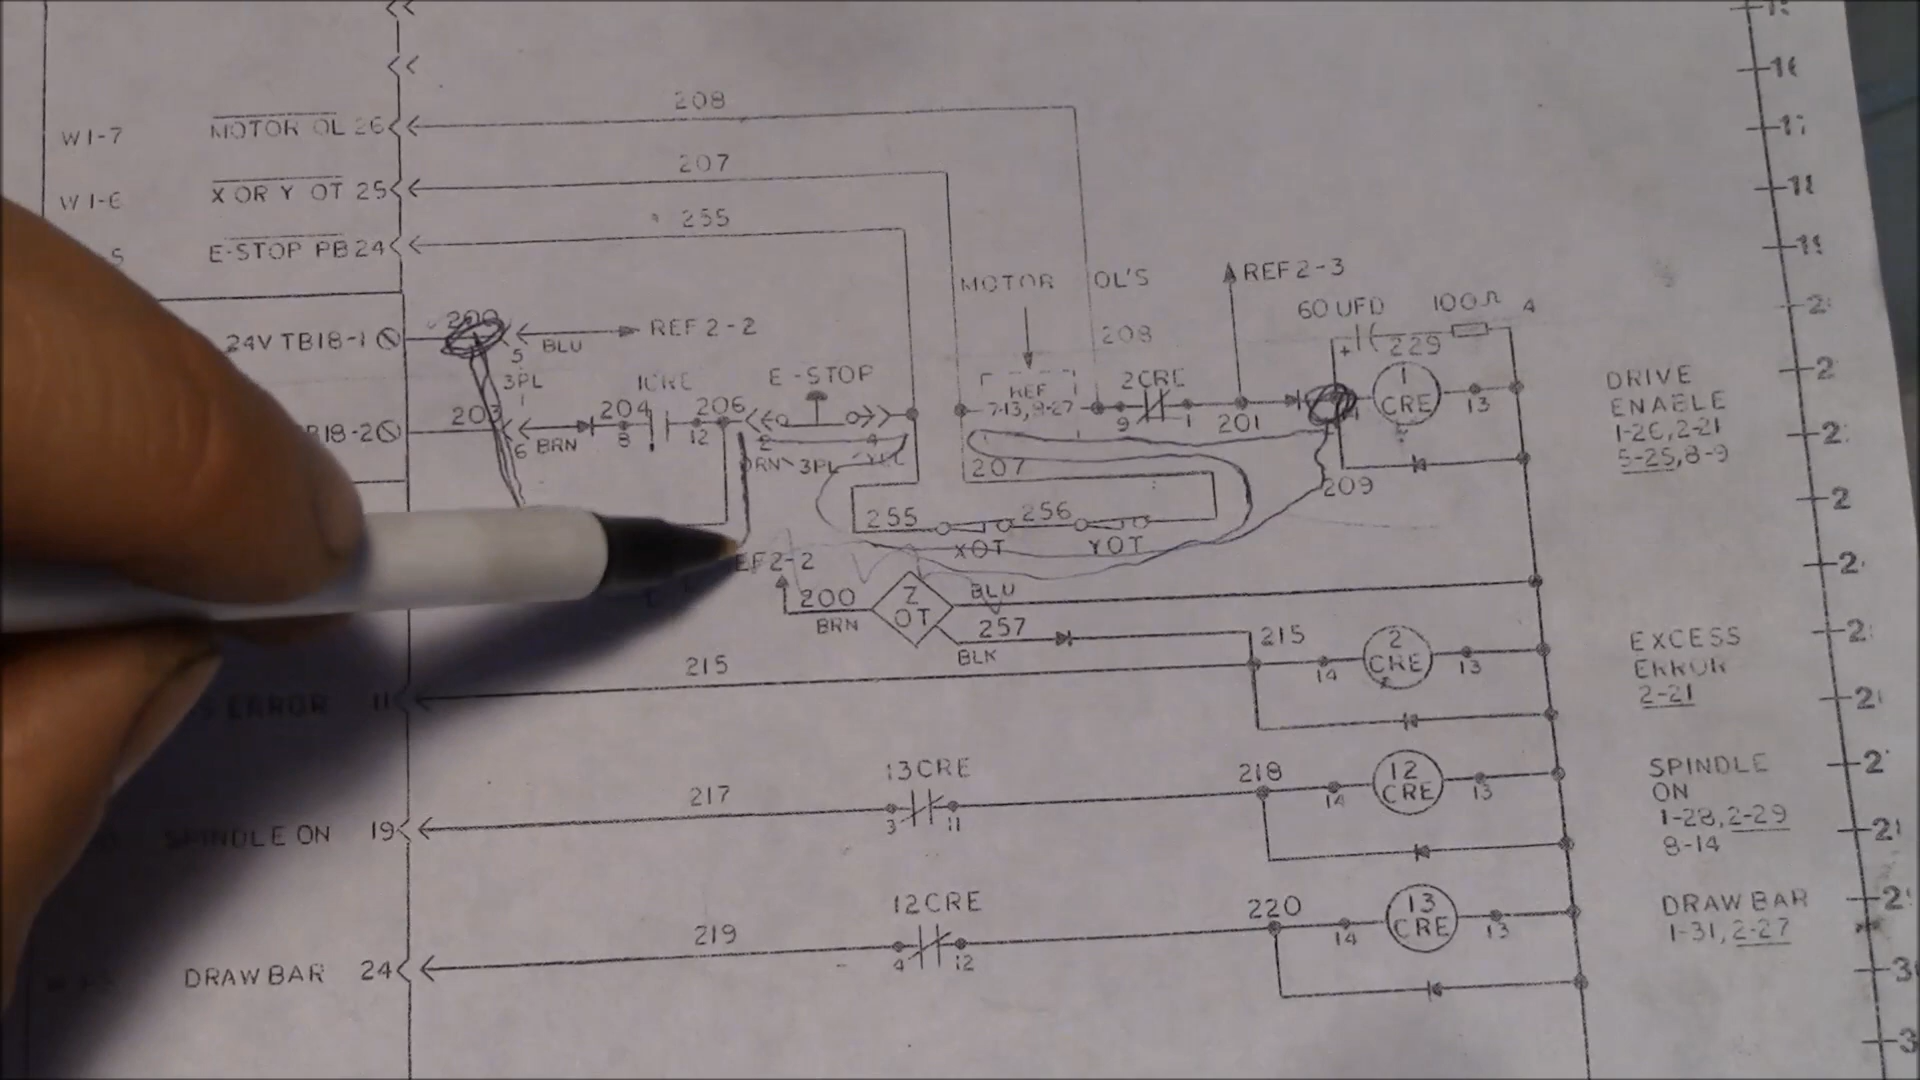 208
W1-7 MOTOR OL 26
207
W1-6 X OR Y OT 25
255
5 E-STOP PB 24
MOTOR OL'S
REF 2-3
60 UFD 100Ω 4
24V TB18-1 200 5 BLU REF 2-2
208
+ 229
3PL 1CRE E-STOP
REF 7-13, 9-27
2CRE
1 CRE 13
DRIVE
ENABLE
1-20, 2-21
5-25, 8-9
18-2 203 6 BRN 204 8 12 206 2 4
9 1 201
3PL YEL
207
209
255 256
XOT YOT
EF 2-2
200
BRN
Z OT
BLU
257
BLK
215
215
14 2 CRE 13
EXCESS
ERROR
2-21
S ERROR 11
SPINDLE ON 19 217
13CRE
3 11
218
14 12 CRE 13
SPINDLE
ON
1-28, 2-29
8-14
DRAW BAR 24 219
12CRE
4 12
220
14 13 CRE 13
DRAW BAR
1-31, 2-27